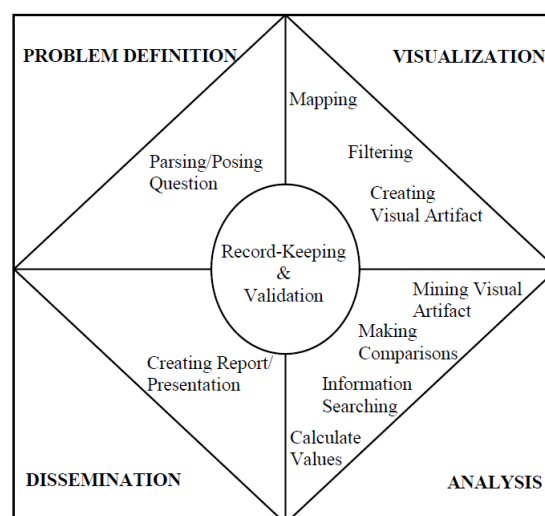 PROBLEM DEFINITION
VISUALIZATION
Mapping
Filtering
Parsing/Posing
Question
Creating
Visual Artifact
Record-Keeping
&
Validation
Mining Visual
Artifact
Making
Comparisons
Creating Report/
Presentation
Information
Searching
Calculate
Values
DISSEMINATION
ANALYSIS